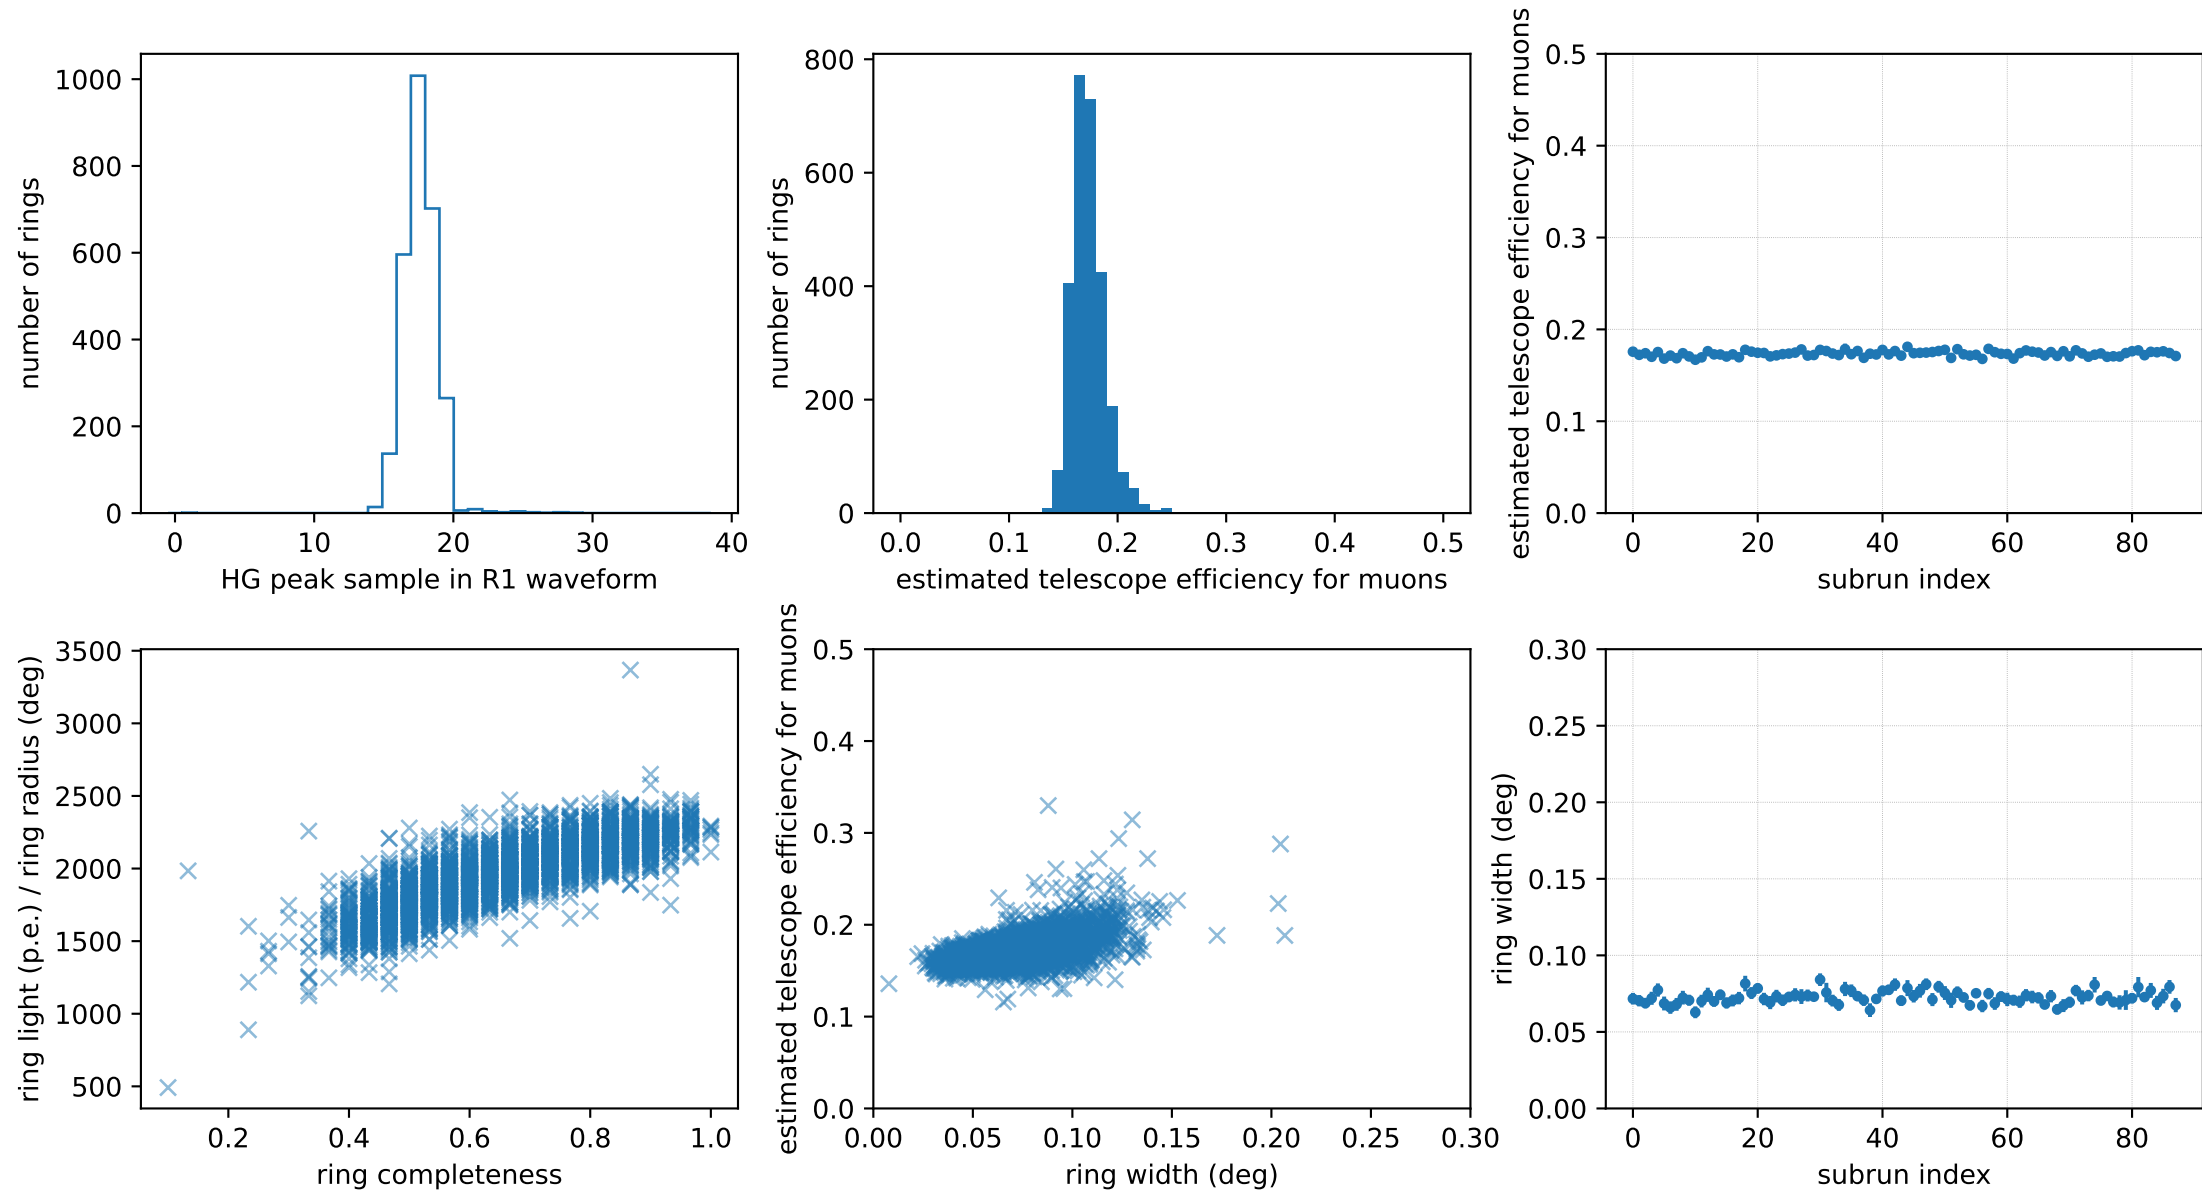 number of rings
1000
800
600
400
200
0
0 10 20 30 40
HG peak sample in R1 waveform
number of rings
800
600
400
200
0
0.0 0.1 0.2 0.3 0.4 0.5
estimated telescope efficiency for muons
estimated telescope efficiency for muons
0.5
0.4
0.3
0.2
0.1
0.0
0 20 40 60 80
subrun index
ring light (p.e.) / ring radius (deg)
3500
3000
2500
2000
1500
1000
500
0.2 0.4 0.6 0.8 1.0
ring completeness
estimated telescope efficiency for muons
0.5
0.4
0.3
0.2
0.1
0.0
0.00 0.05 0.10 0.15 0.20 0.25 0.30
ring width (deg)
ring width (deg)
0.30
0.25
0.20
0.15
0.10
0.05
0.00
0 20 40 60 80
subrun index